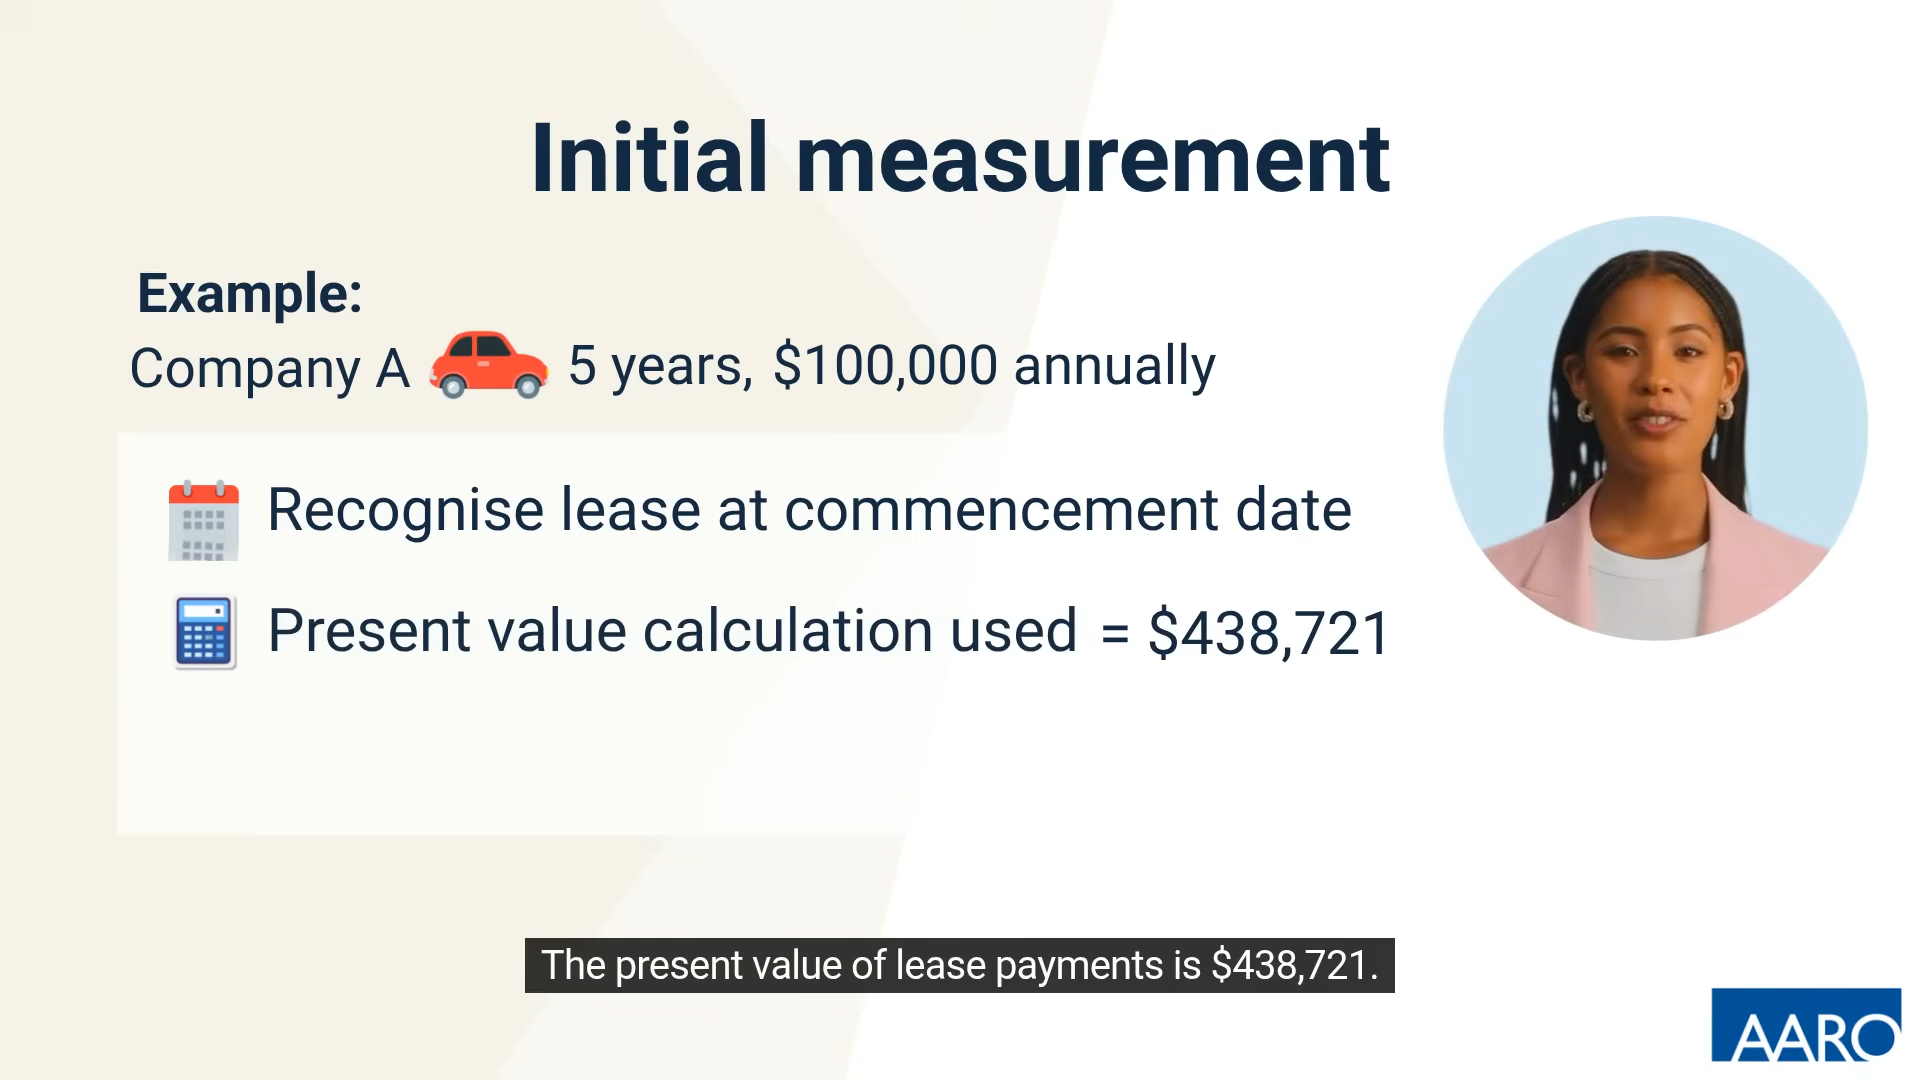 Initial measurement
Example:
Company A 5 years, $100,000 annually
Recognise lease at commencement date
Present value calculation used = $438,721
The present value of lease payments is $438,721.
AARO